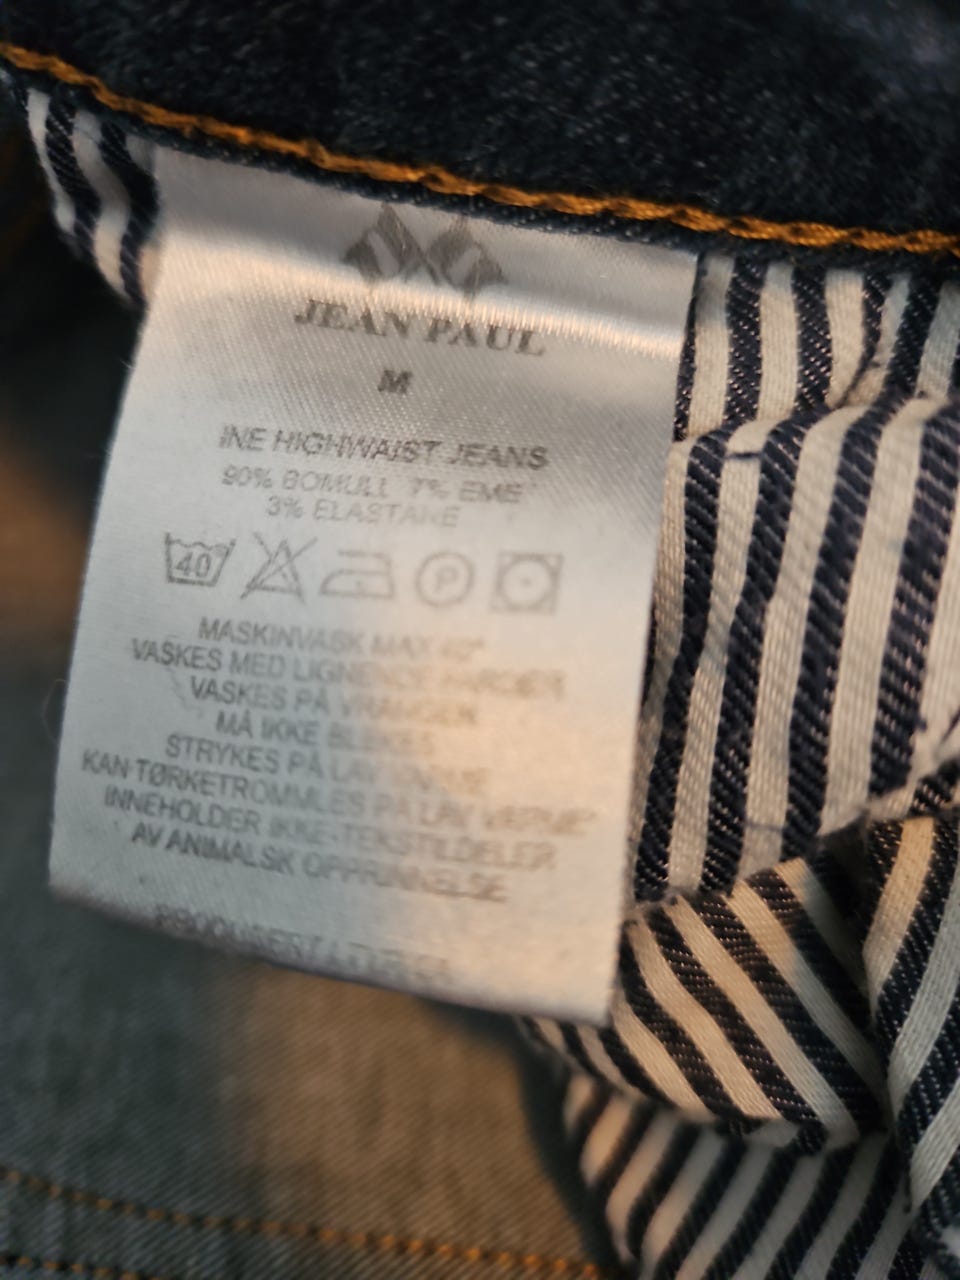 JEAN PAUL
M
INE HIGHWAIST JEANS
90% BOMULL 7% EME
3% ELASTANE
40 P
MASKINVASK MAX 40°
VASKES MED LIGNENDE FARGER
VASKES PÅ VRANGEN
MÅ IKKE BLEKES
STRYKES PÅ LAV VARME
KAN TØRKETROMMLES PÅ LAV VARME
INNEHOLDER IKKE-TEKSTILDELER
AV ANIMALSK OPPRINNELSE